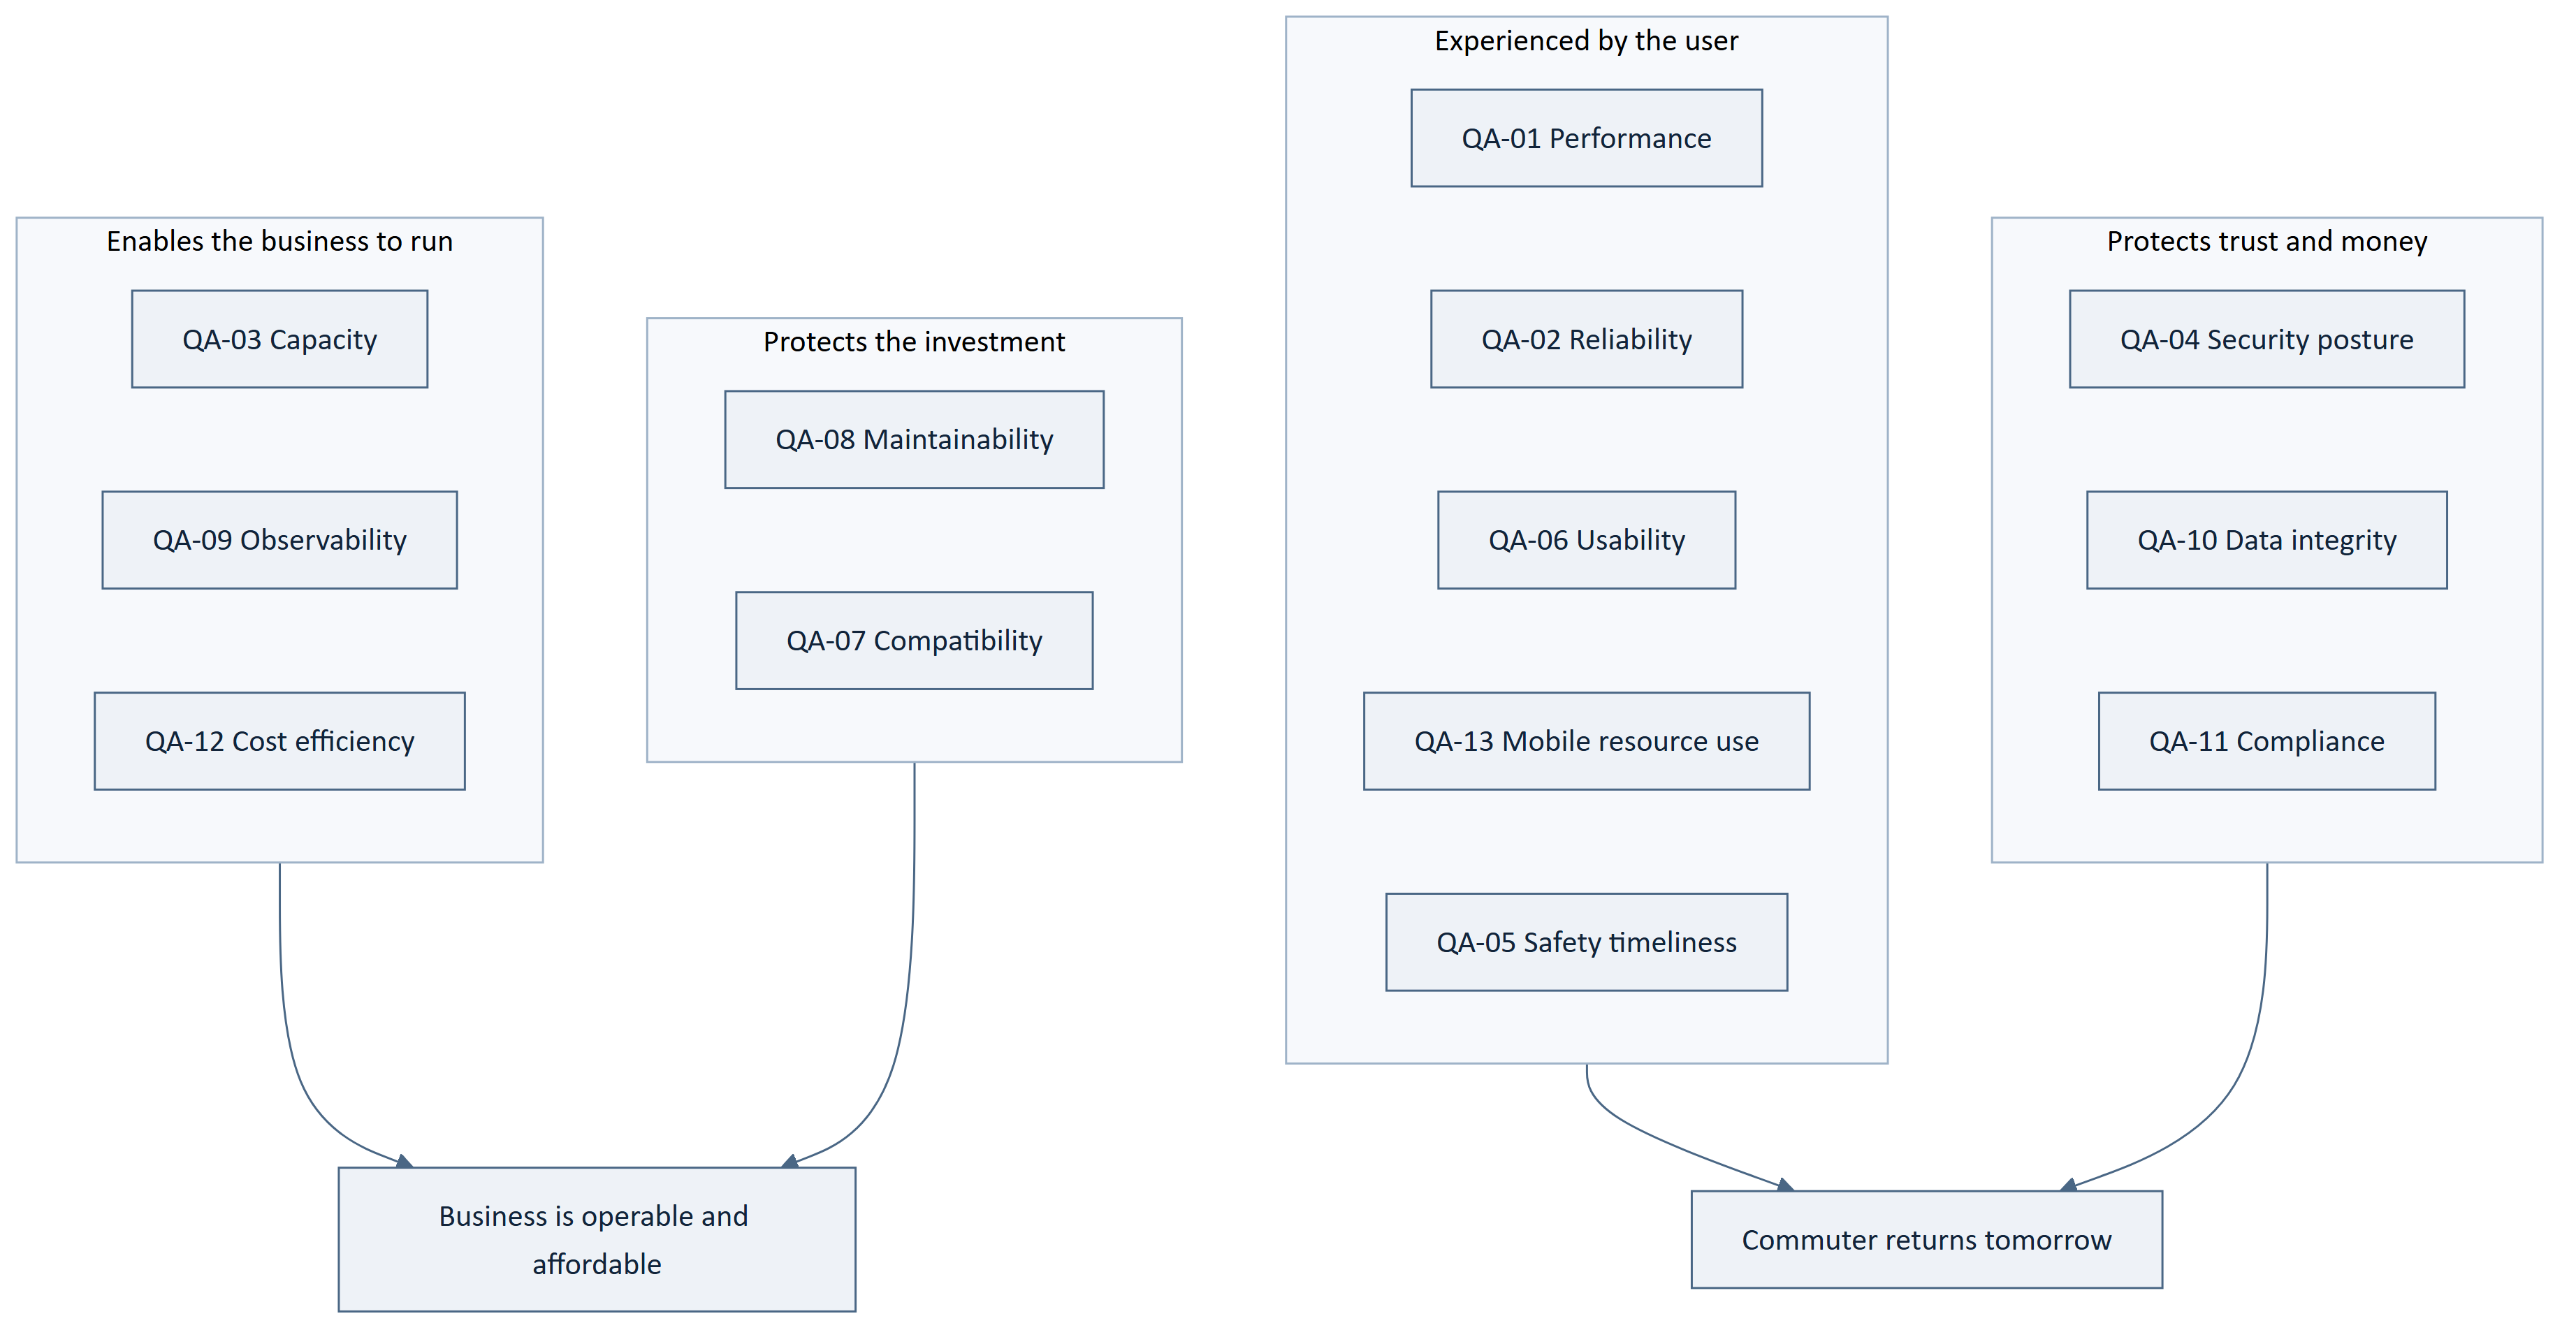 Enables the business to run
QA-03 Capacity
QA-09 Observability
QA-12 Cost efficiency
Protects the investment
QA-08 Maintainability
QA-07 Compatibility
Experienced by the user
QA-01 Performance
QA-02 Reliability
QA-06 Usability
QA-13 Mobile resource use
QA-05 Safety timeliness
Protects trust and money
QA-04 Security posture
QA-10 Data integrity
QA-11 Compliance
Business is operable and
affordable
Commuter returns tomorrow